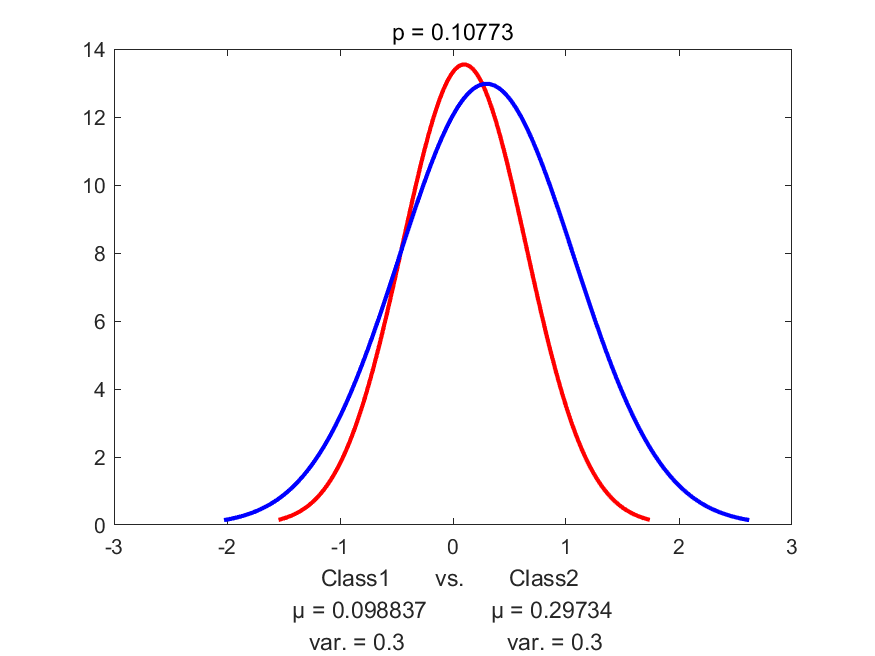 p = 0.10773
14
12
10
8
6
4
2
0
-3 -2 -1 0 1 2 3
Class1 vs. Class2
μ = 0.098837 μ = 0.29734
var. = 0.3 var. = 0.3